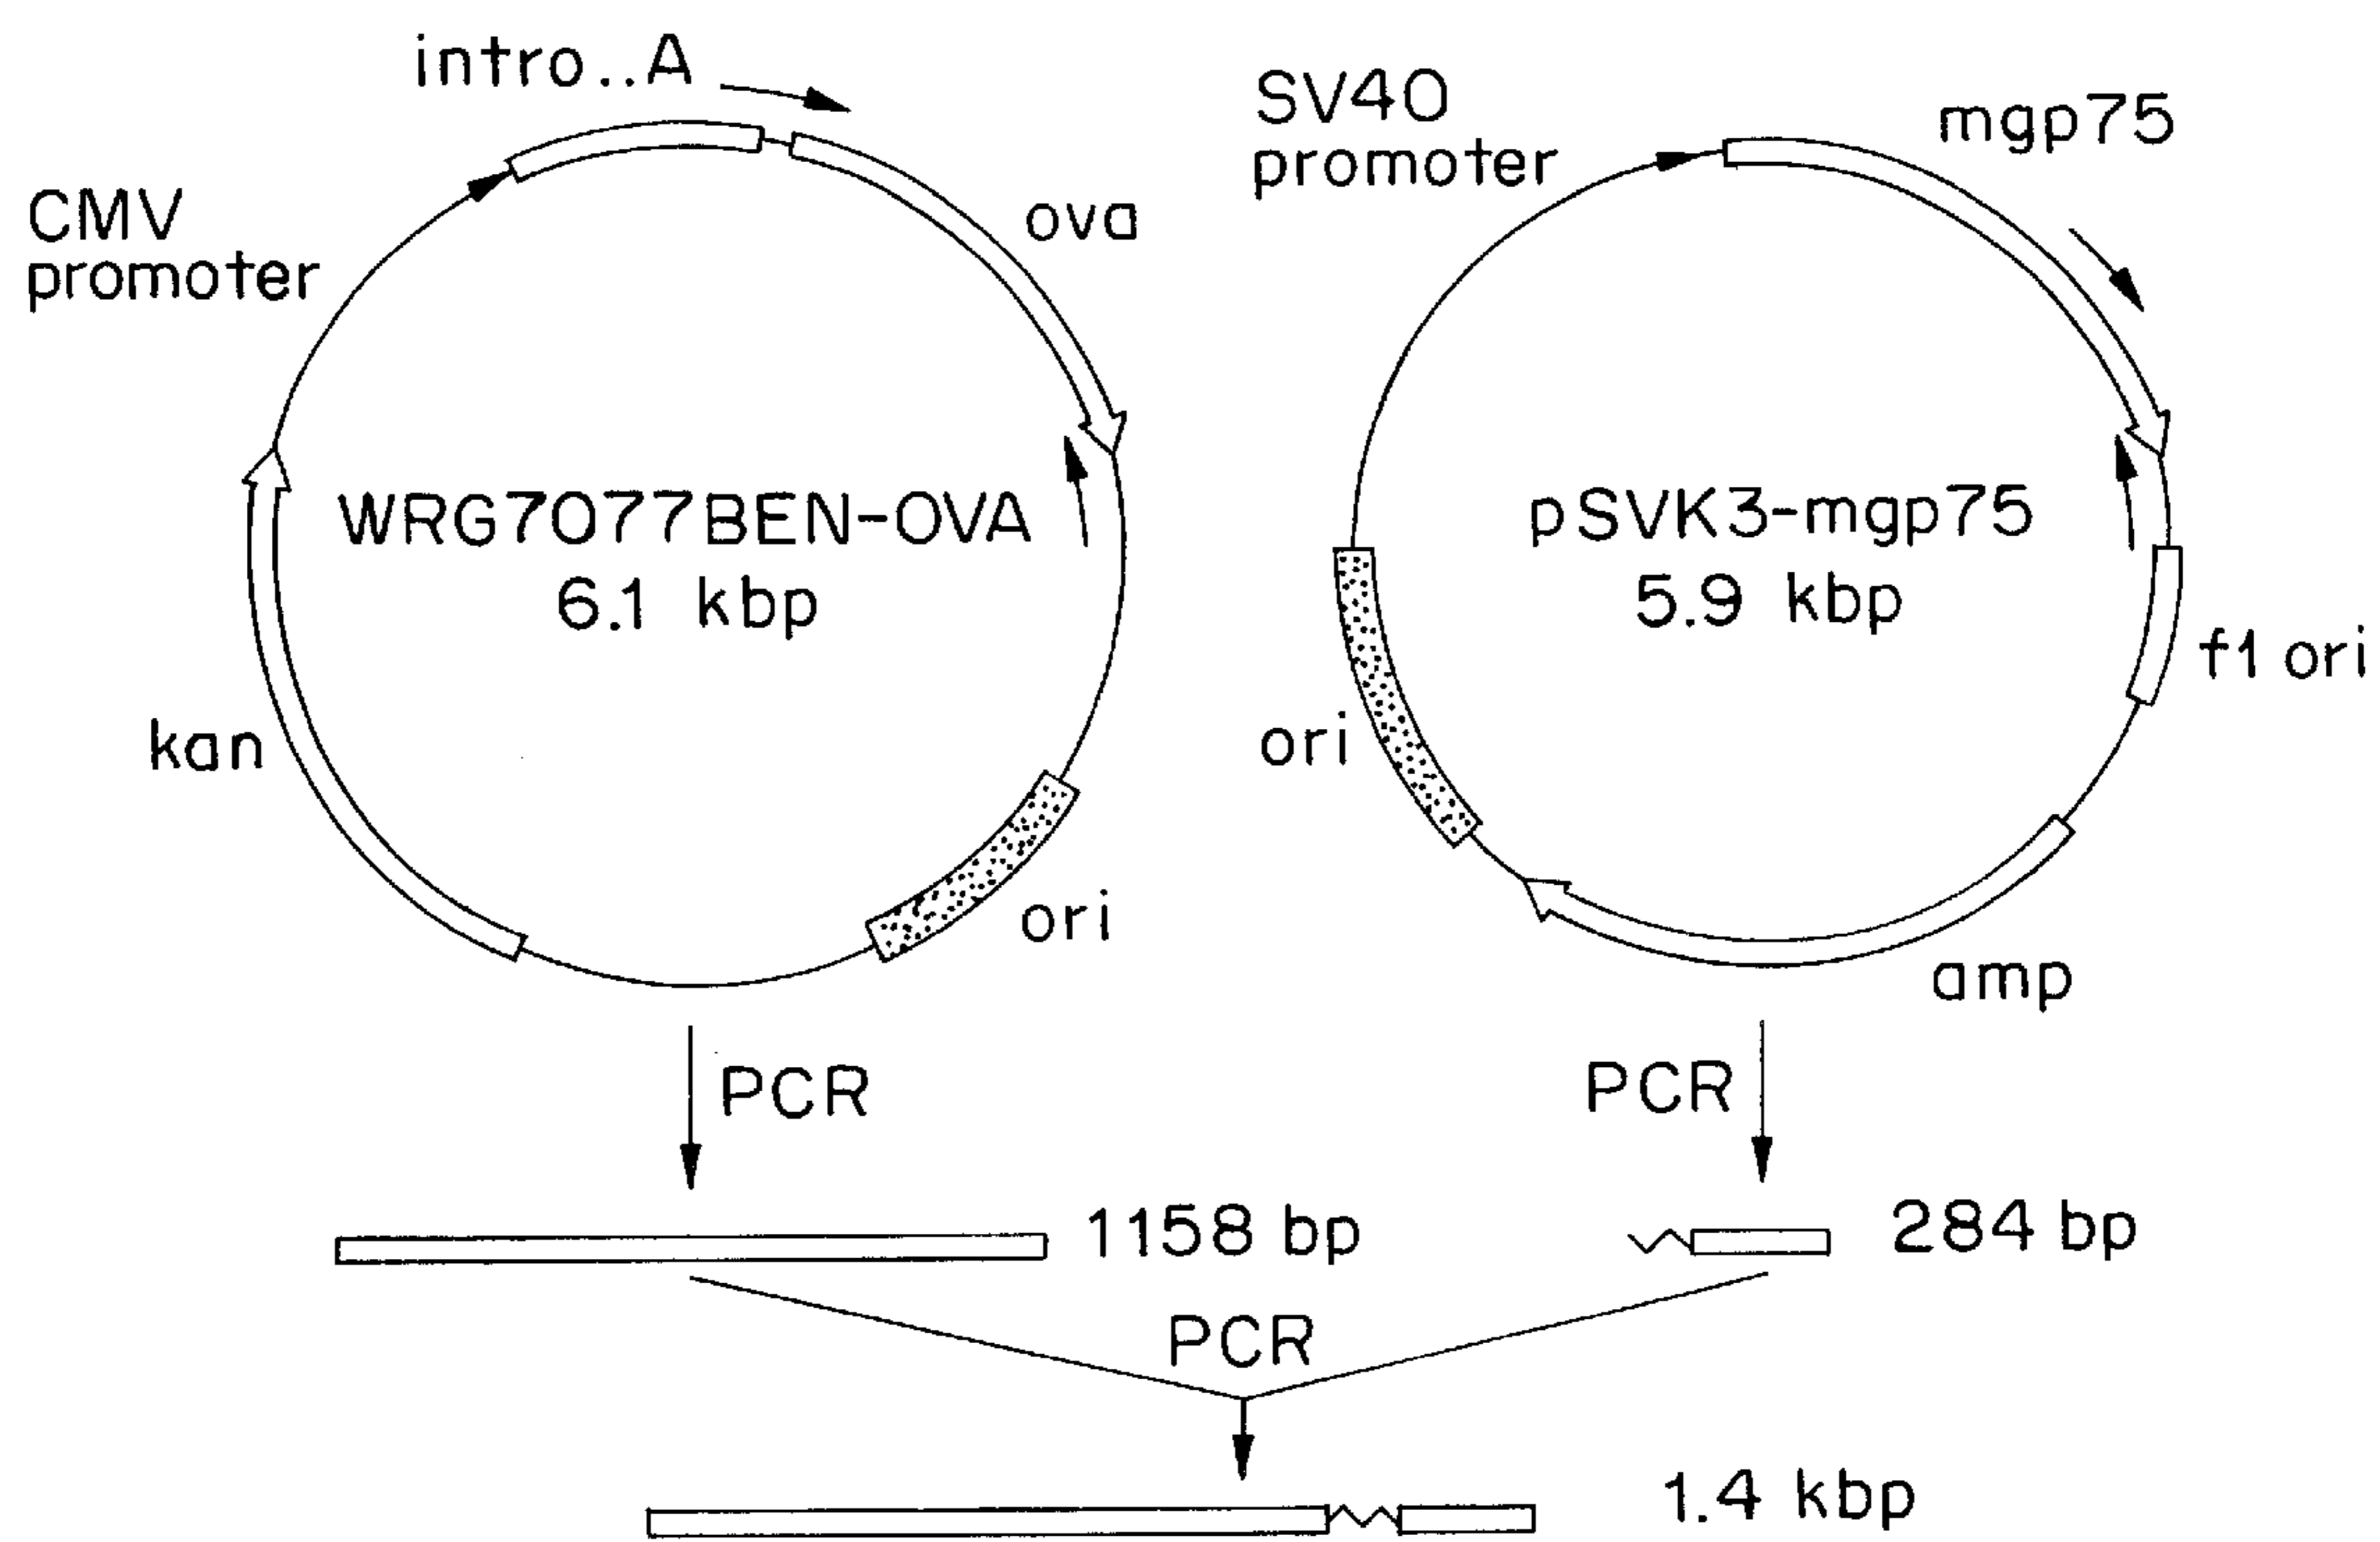 intro..A
CMV
promoter
ova
WRG7077BEN-OVA
6.1 kbp
kan
ori
SV40
promoter
mgp75
pSVK3-mgp75
5.9 kbp
f1 ori
ori
amp
PCR
PCR
1158 bp
284 bp
PCR
1.4 kbp